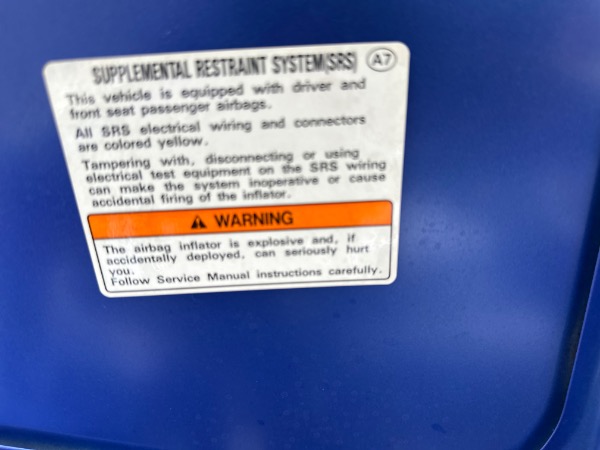 SUPPLEMENTAL RESTRAINT SYSTEM(SRS) A7
This vehicle is equipped with driver and
front seat passenger airbags.
All SRS electrical wiring and connectors
are colored yellow.
Tampering with, disconnecting or using
electrical test equipment on the SRS wiring
can make the system inoperative or cause
accidental firing of the inflator.
WARNING
The airbag inflator is explosive and, if
accidentally deployed, can seriously hurt
you.
Follow Service Manual instructions carefully.